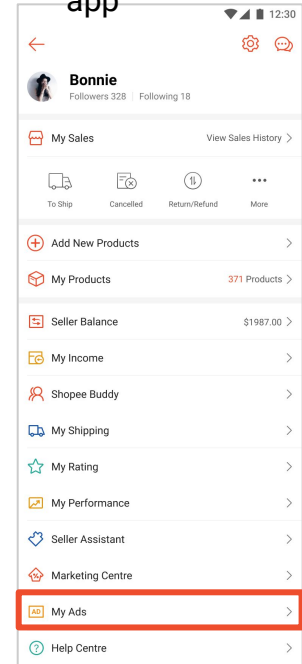 app
12:30
Bonnie
Followers 328 Following 18
My Sales View Sales History >
To Ship Cancelled Return/Refund More
Add New Products >
My Products 371 Products >
Seller Balance $1987.00 >
My Income >
Shopee Buddy >
My Shipping >
My Rating >
My Performance >
Seller Assistant >
Marketing Centre >
AD My Ads >
? Help Centre >